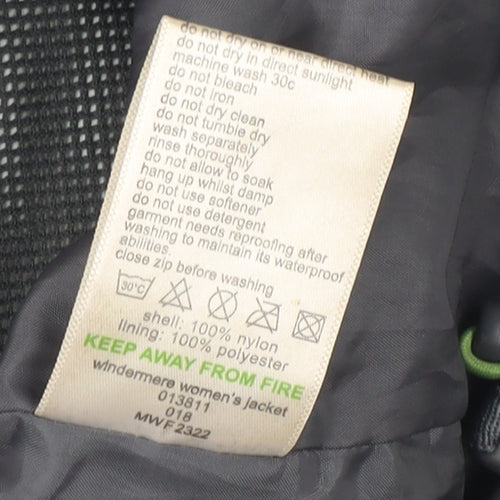 do not dry on or near direct heat
do not dry in direct sunlight
machine wash 30c
do not bleach
do not iron
do not dry clean
do not tumble dry
wash separately
rinse thoroughly
do not allow to soak
hang up whilst damp
do not use softener
do not use detergent
garment needs reproofing after
washing to maintain its waterproof
abilities
close zip before washing
30°C
shell: 100% nylon
lining: 100% polyester
KEEP AWAY FROM FIRE
windermere women's jacket
013811
018
MWF2322